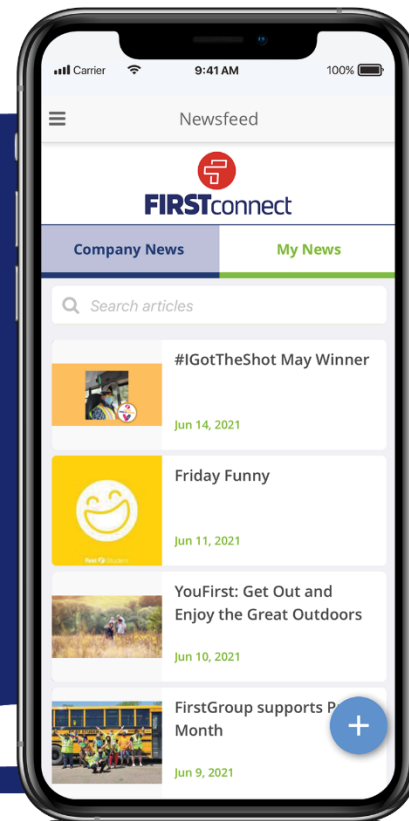 Carrier 9:41 AM 100%
Newsfeed
FIRSTconnect
Company News My News
Search articles
#IGotTheShot May Winner
Jun 14, 2021
Friday Funny
Jun 11, 2021
YouFirst: Get Out and
Enjoy the Great Outdoors
Jun 10, 2021
FirstGroup supports
Month
Jun 9, 2021